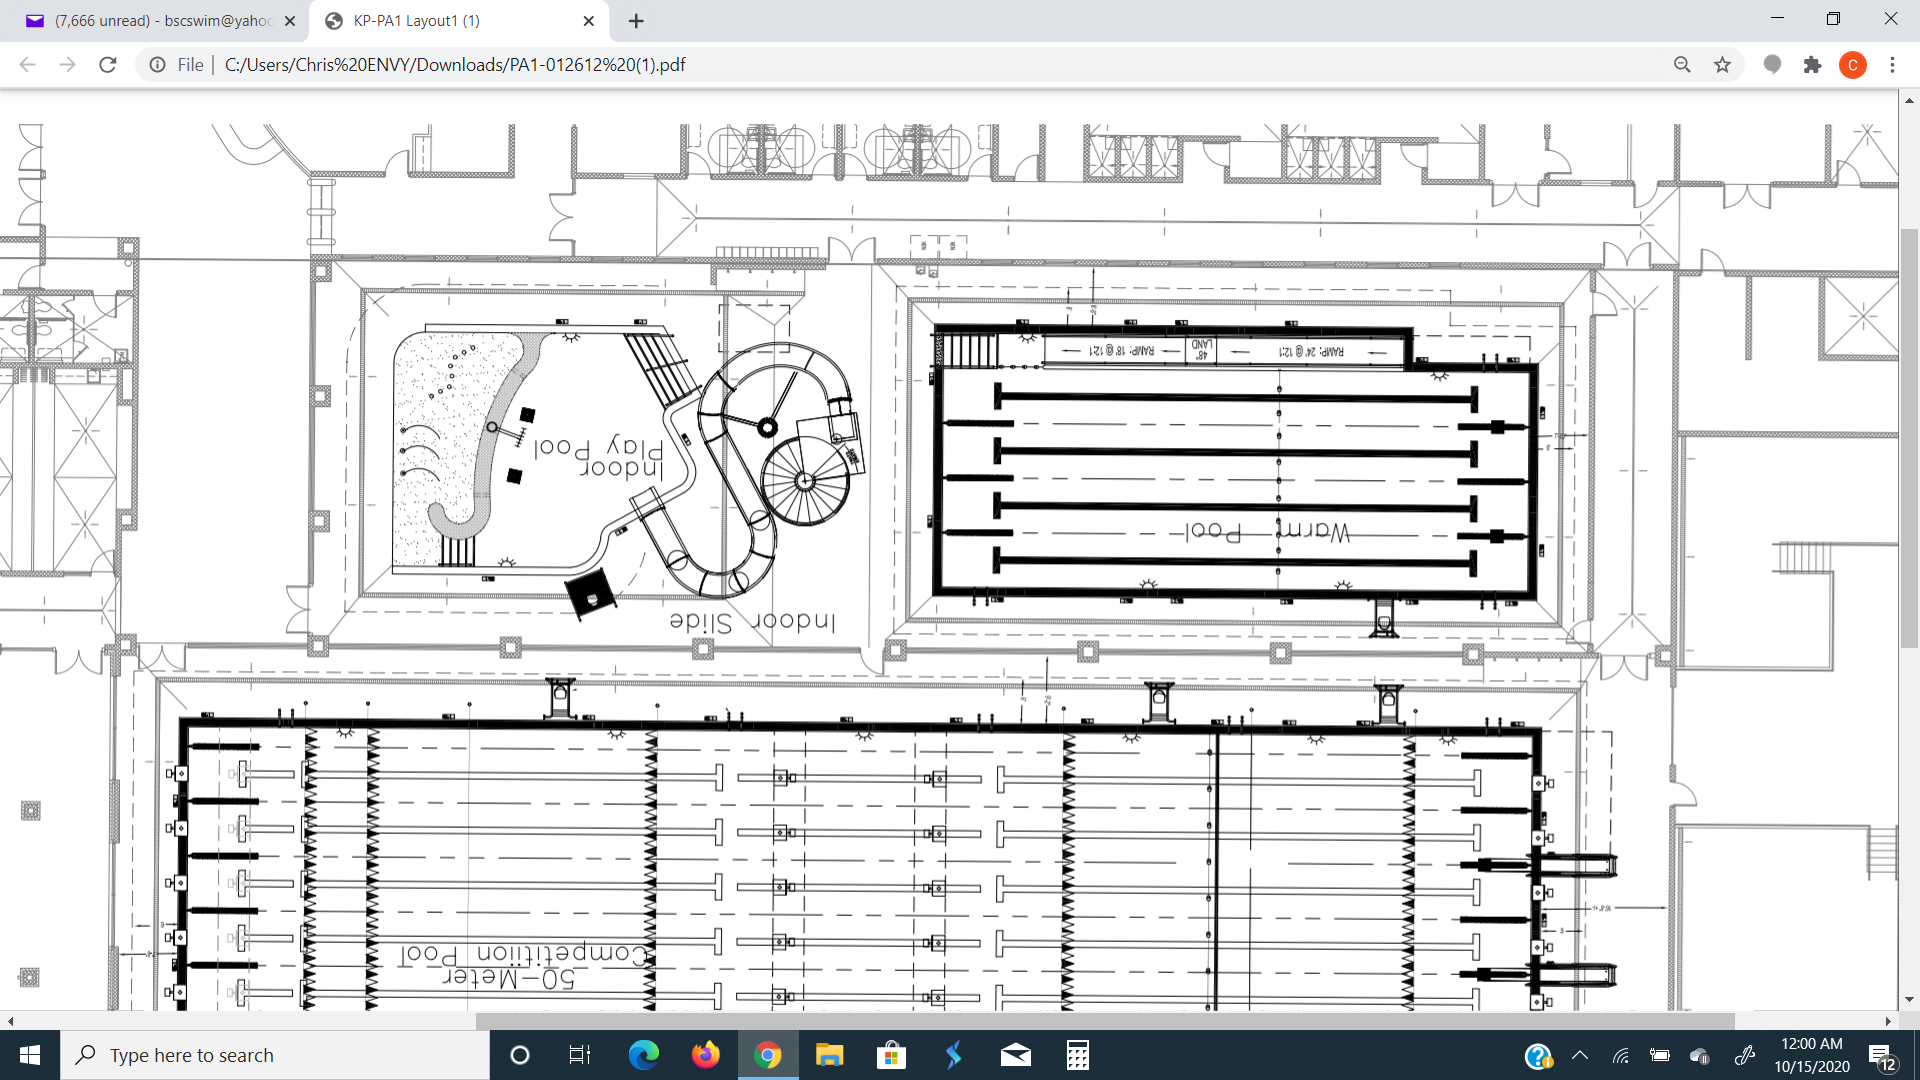 (7,666 unread) - bscswim@yahoo
KP-PA1 Layout1 (1)
File
C:/Users/Chris%20ENVY/Downloads/PA1-012612%20(1).pdf
C
RAMP: 18' @ 12:1
48"
LAND
RAMP: 24' @ 12:1
Indoor
Play Pool
Warm Pool
Indoor Slide
50-Meter
Competition Pool
Type here to search
12:00 AM
10/15/2020
12